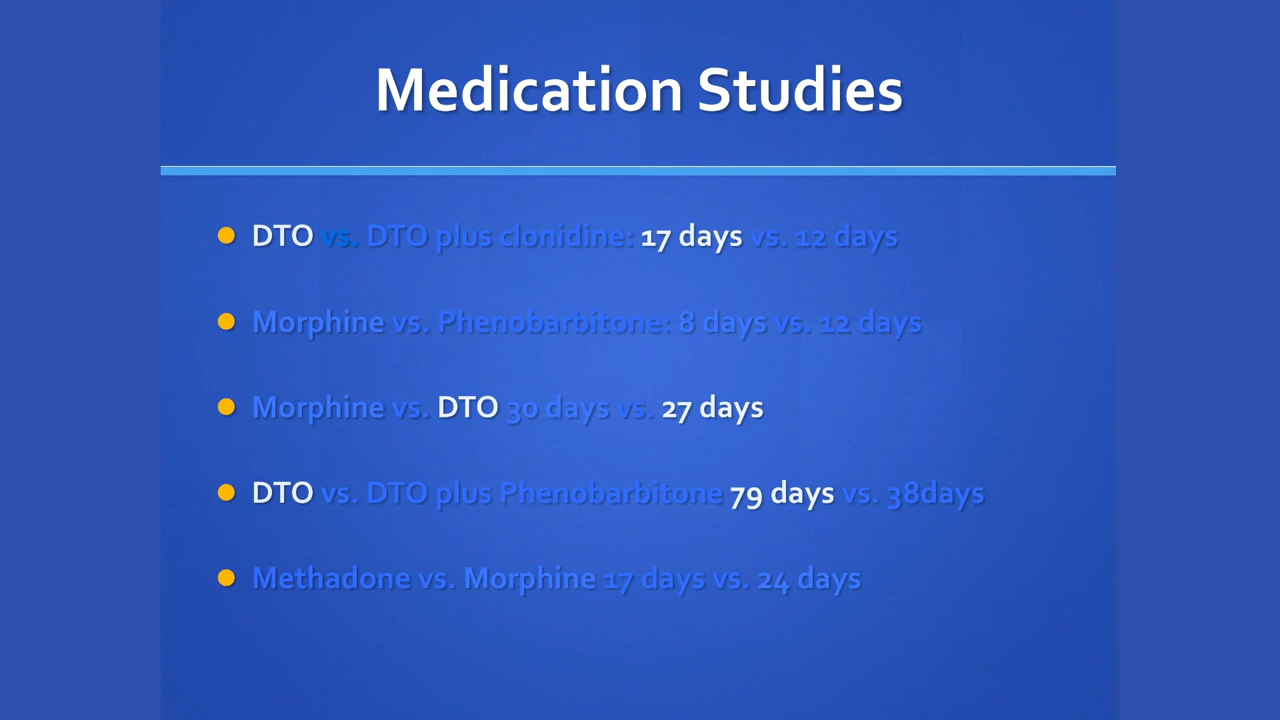 Medication Studies
DTO vs. DTO plus clonidine: 17 days vs. 12 days
Morphine vs. Phenobarbitone: 8 days vs. 12 days
Morphine vs. DTO 30 days vs. 27 days
DTO vs. DTO plus Phenobarbitone 79 days vs. 38days
Methadone vs. Morphine 17 days vs. 24 days